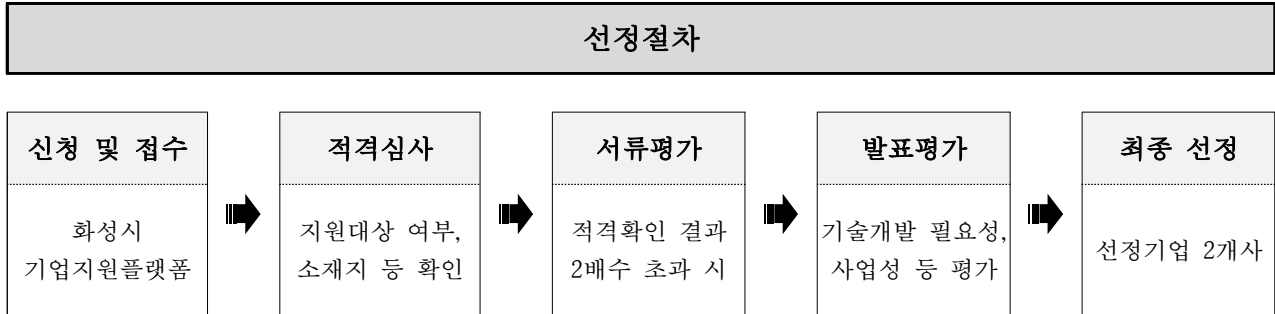 선정절차
신청 및 접수
화성시
기업지원플랫폼
적격심사
지원대상 여부,
소재지 등 확인
서류평가
적격확인 결과
2배수 초과 시
발표평가
기술개발 필요성,
사업성 등 평가
최종 선정
선정기업 2개사